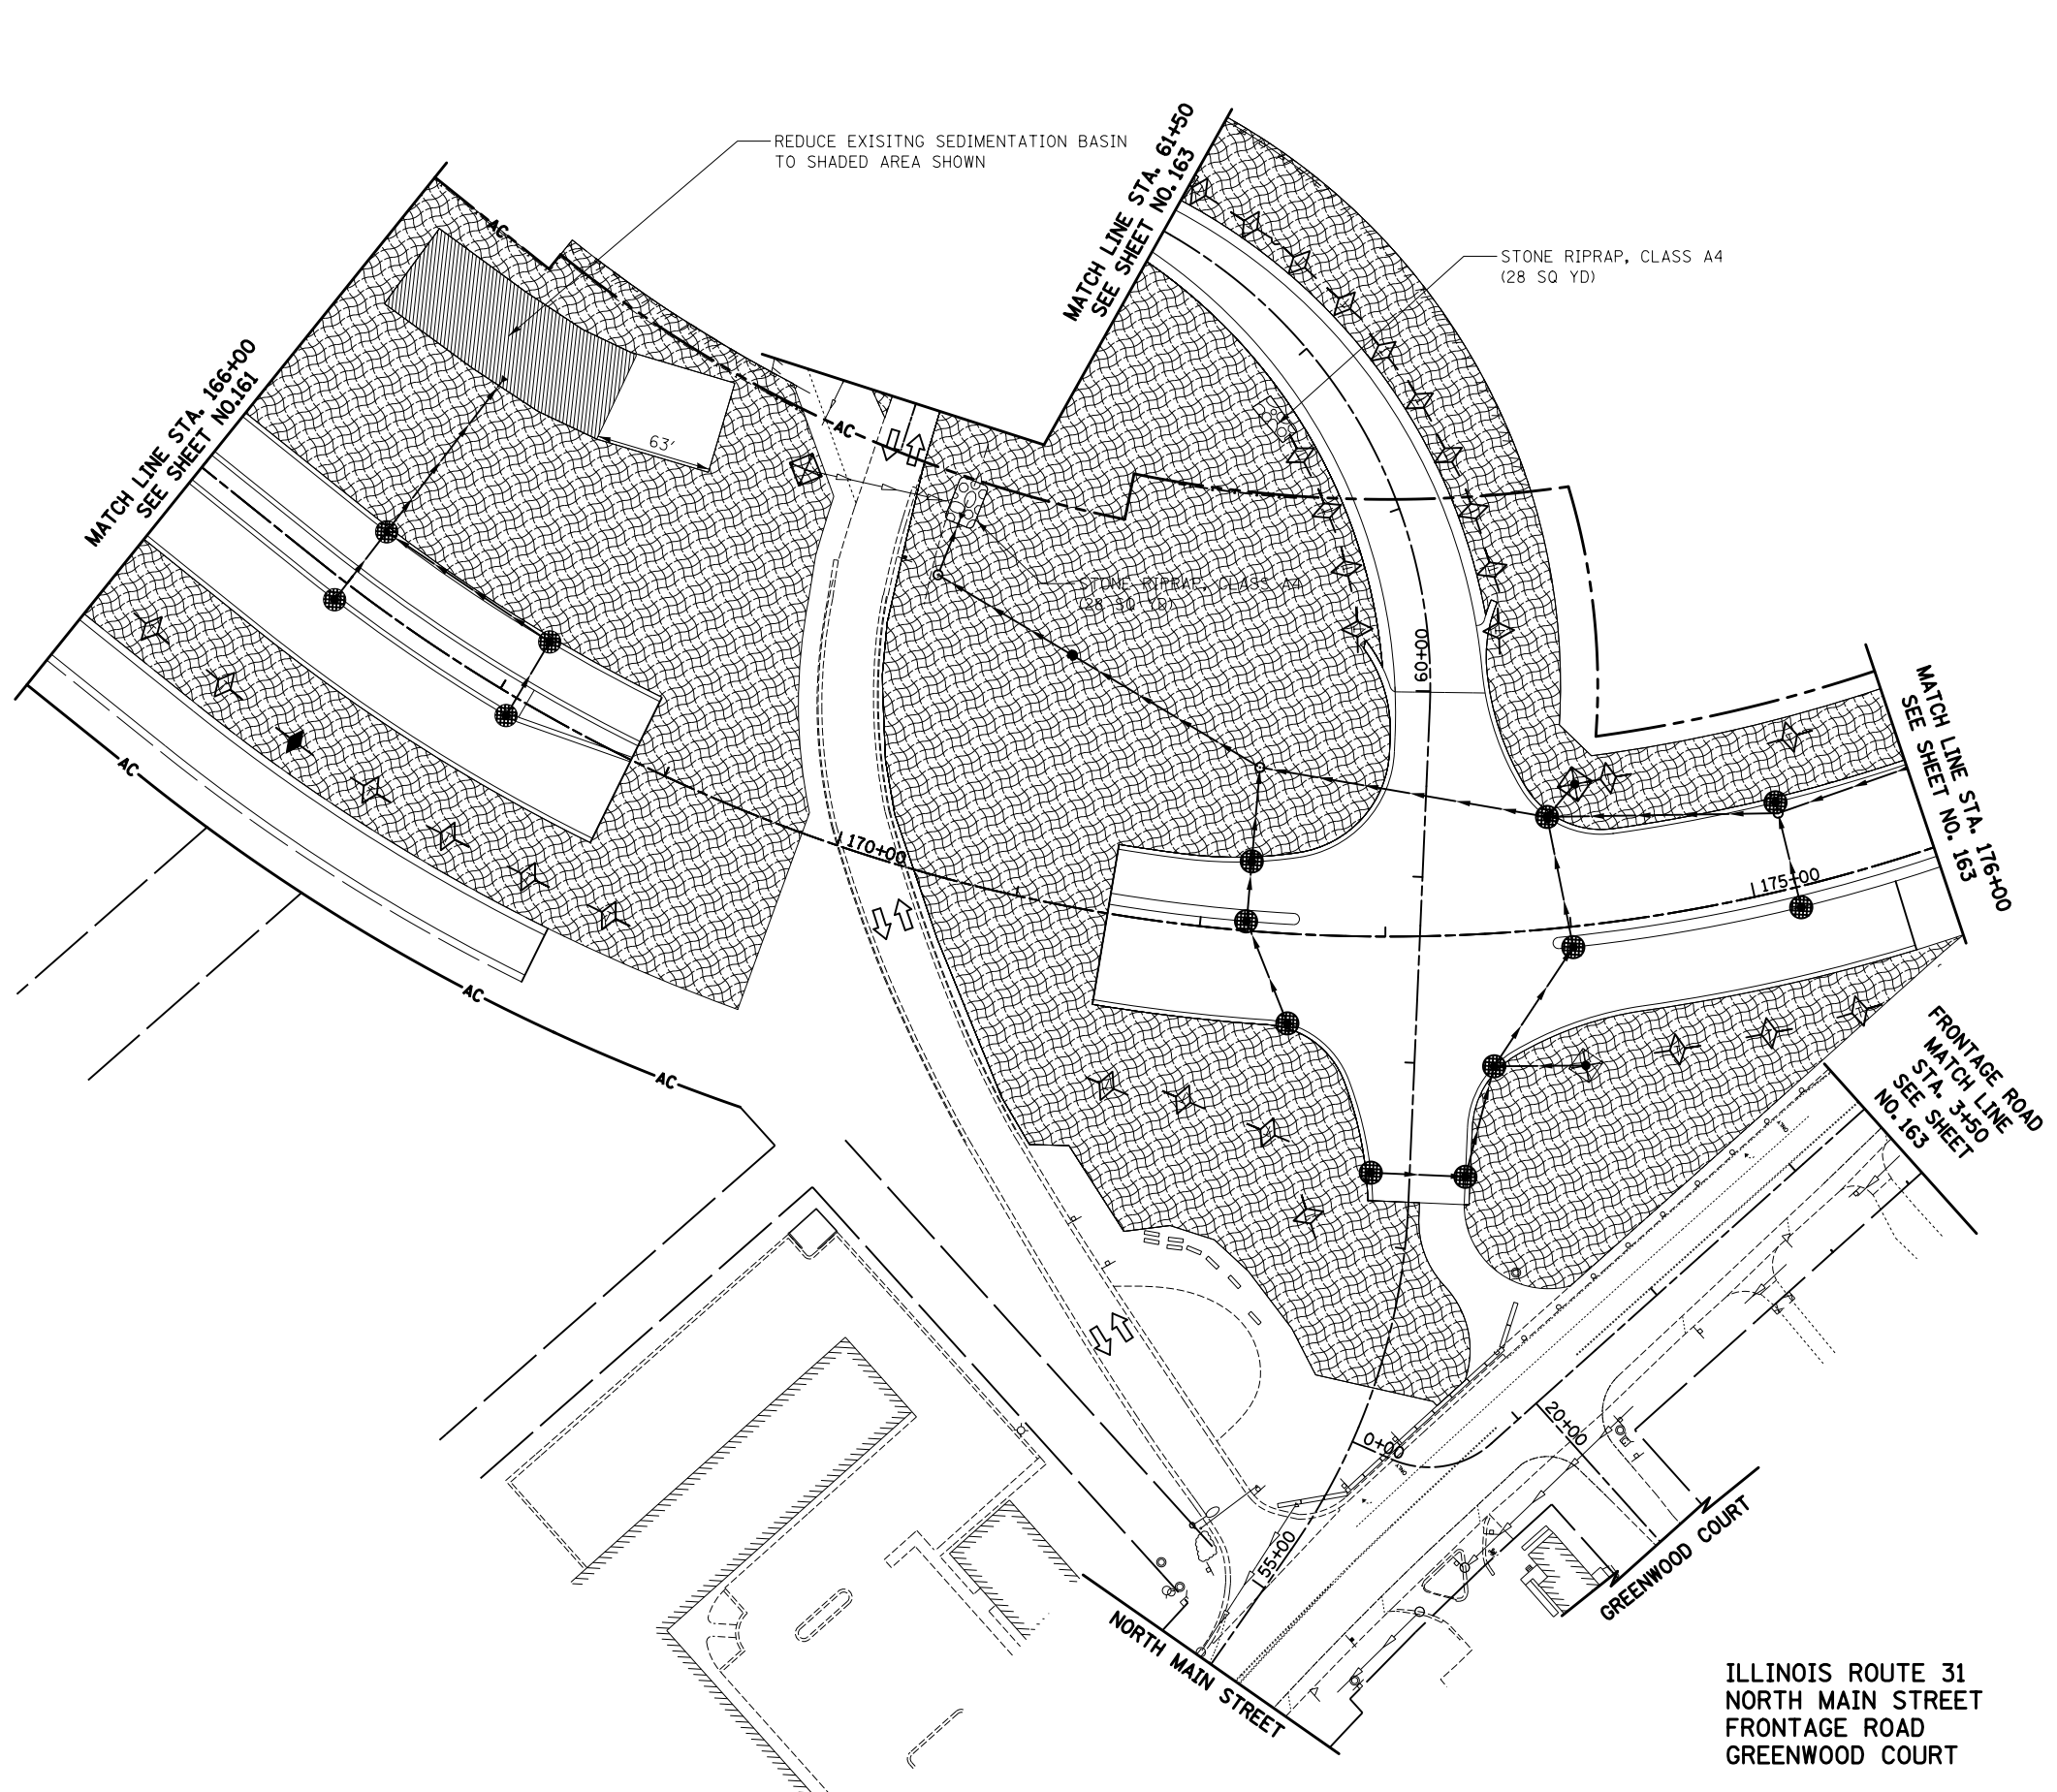 REDUCE EXISITNG SEDIMENTATION BASIN
TO SHADED AREA SHOWN
MATCH LINE STA. 61+50
SEE SHEET NO. 163
STONE RIPRAP, CLASS A4
(28 SQ YD)
AC
MATCH LINE STA. 166+00
SEE SHEET NO.161
63'
AC
STONE RIPRAP, CLASS A4
(28 SQ YD)
60+00
MATCH LINE STA. 176+00
SEE SHEET NO. 163
AC
170+00
175+00
AC
AC
FRONTAGE ROAD
MATCH LINE
STA. 3+50
SEE SHEET
NO. 163
20+00
0+00
55+00
GREENWOOD COURT
NORTH MAIN STREET
ILLINOIS ROUTE 31
NORTH MAIN STREET
FRONTAGE ROAD
GREENWOOD COURT